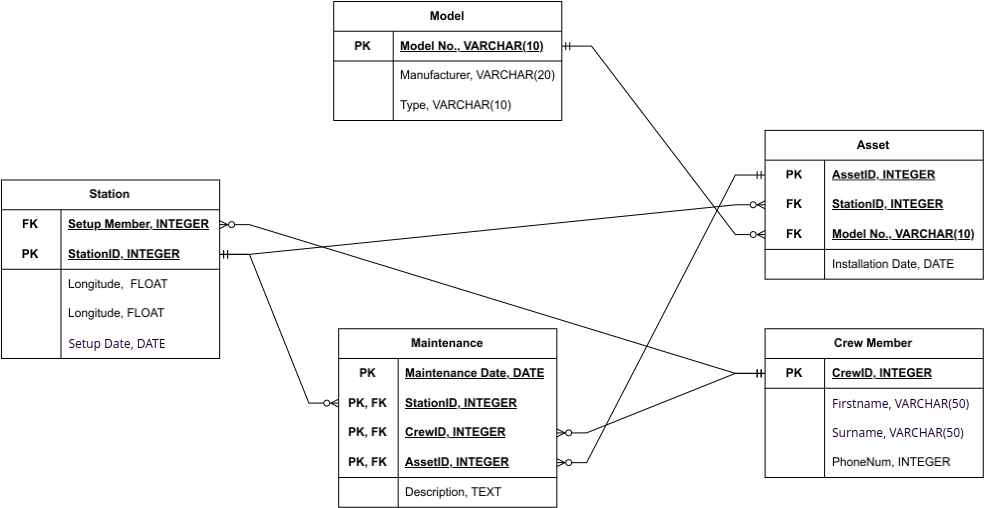 Model
PK Model No., VARCHAR(10)
Manufacturer, VARCHAR(20)
Type, VARCHAR(10)
Asset
PK AssetID, INTEGER
FK StationID, INTEGER
FK Model No., VARCHAR(10)
Installation Date, DATE
Station
FK Setup Member, INTEGER
PK StationID, INTEGER
Longitude, FLOAT
Longitude, FLOAT
Setup Date, DATE
Maintenance
PK Maintenance Date, DATE
PK, FK StationID, INTEGER
PK, FK CrewID, INTEGER
PK, FK AssetID, INTEGER
Description, TEXT
Crew Member
PK CrewID, INTEGER
Firstname, VARCHAR(50)
Surname, VARCHAR(50)
PhoneNum, INTEGER